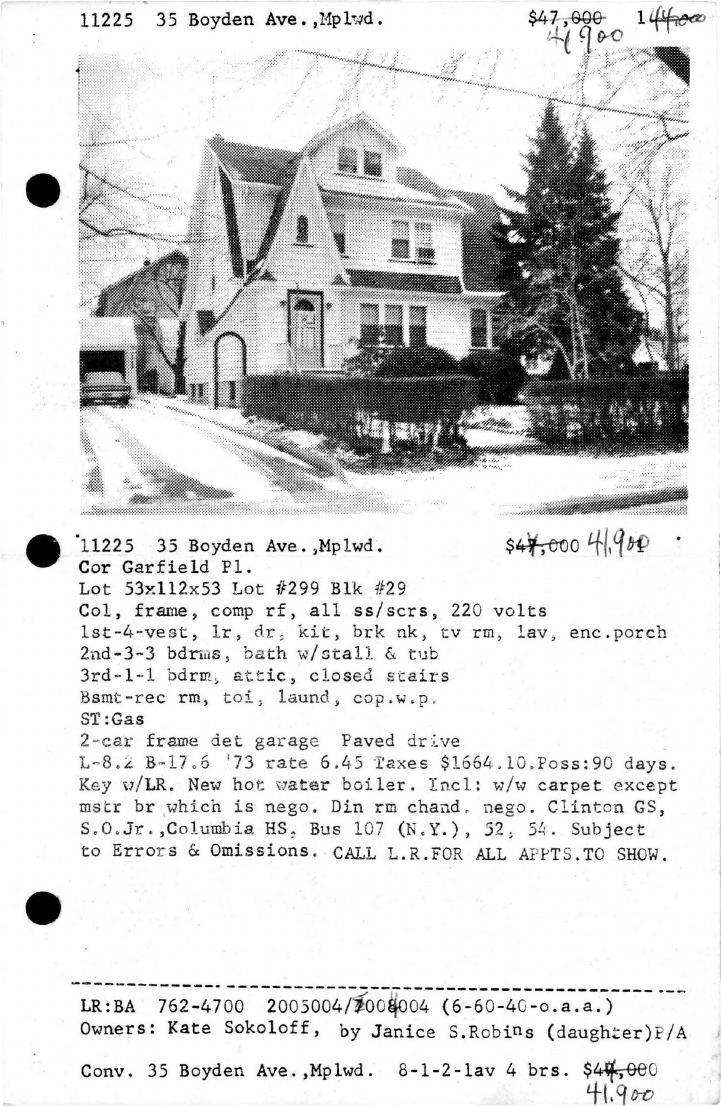 11225 35 Boyden Ave.,Mplwd. $47,000 144,000
41900
11225 35 Boyden Ave.,Mplwd. $47,000 41,900
Cor Garfield Pl.
Lot 53x112x53 Lot #299 Blk #29
Col, frame, comp rf, all ss/scrs, 220 volts
1st-4-vest, lr, dr, kit, brk nk, tv rm, lav, enc.porch
2nd-3-3 bdrms, bath w/stall & tub
3rd-1-1 bdrm, attic, closed stairs
Bsmt-rec rm, toi, laund, cop.w.p.
ST:Gas
2-car frame det garage Paved drive
L-8.2 B-17.6 '73 rate 6.45 Taxes $1664.10.Poss:90 days.
Key w/LR. New hot water boiler. Incl: w/w carpet except
mstr br which is nego. Din rm chand. nego. Clinton GS,
S.O.Jr.,Columbia HS, Bus 107 (N.Y.), 52, 54. Subject
to Errors & Omissions. CALL L.R.FOR ALL APPTS.TO SHOW.
LR:BA 762-4700 2005004/ (6-60-40-o.a.a.)
Owners: Kate Sokoloff, by Janice S.Robins (daughter)P/A
Conv. 35 Boyden Ave.,Mplwd. 8-1-2-lav 4 brs. $44,000
41.900